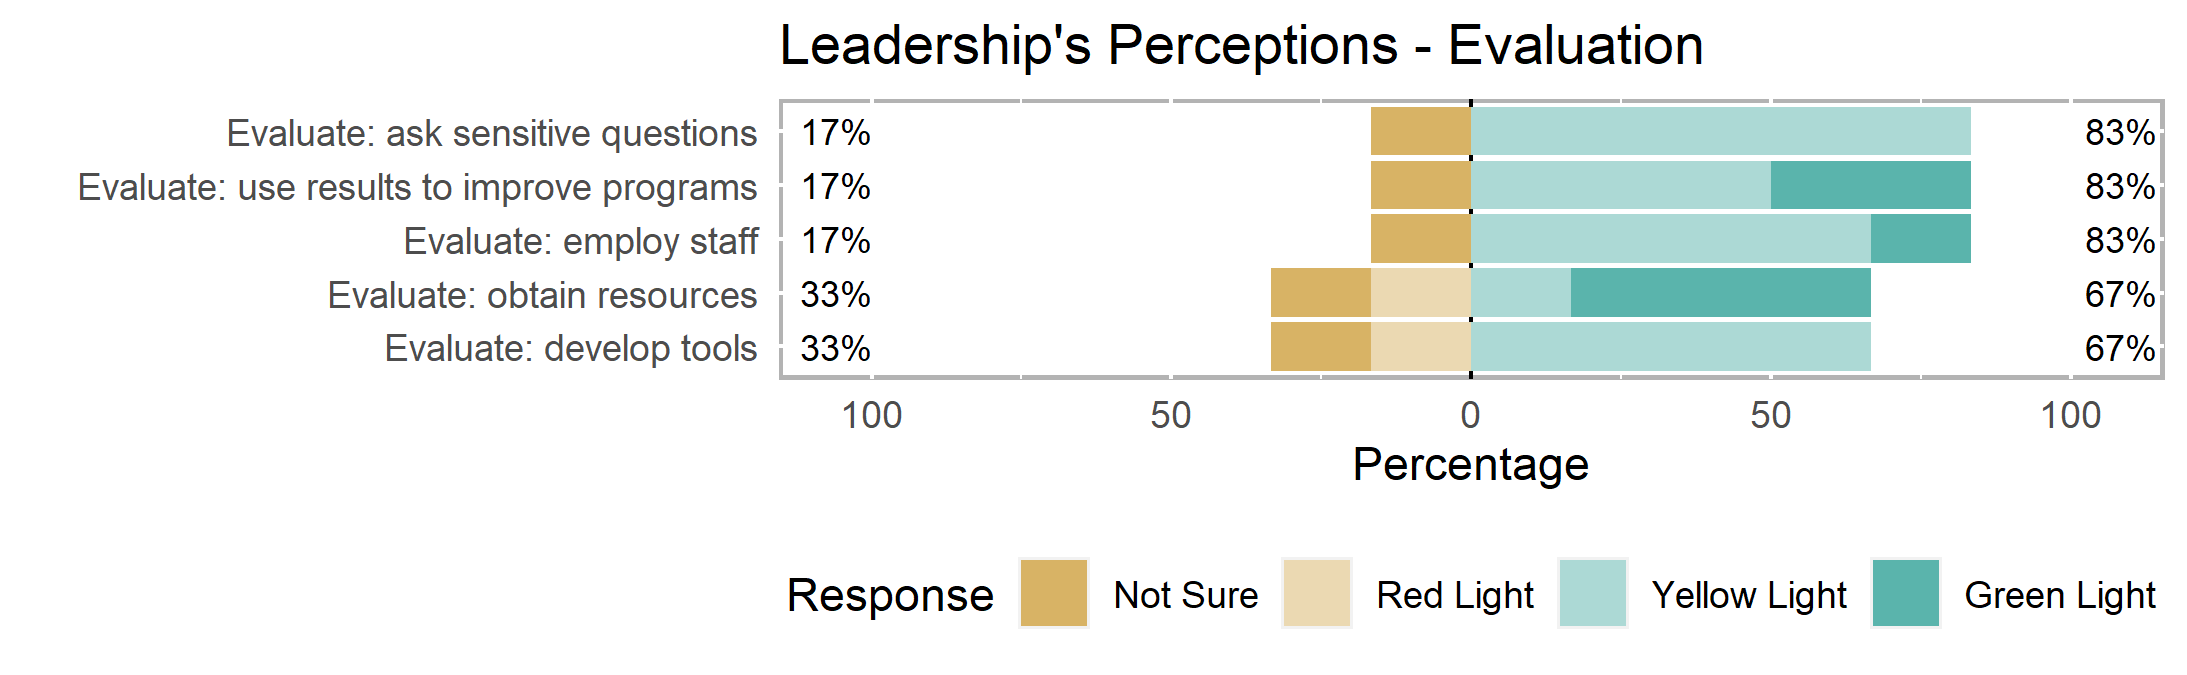 Leadership's Perceptions - Evaluation
Evaluate: ask sensitive questions 17% 83%
Evaluate: use results to improve programs 17% 83%
Evaluate: employ staff 17% 83%
Evaluate: obtain resources 33% 67%
Evaluate: develop tools 33% 67%
100 50 0 50 100
Percentage
Response Not Sure Red Light Yellow Light Green Light